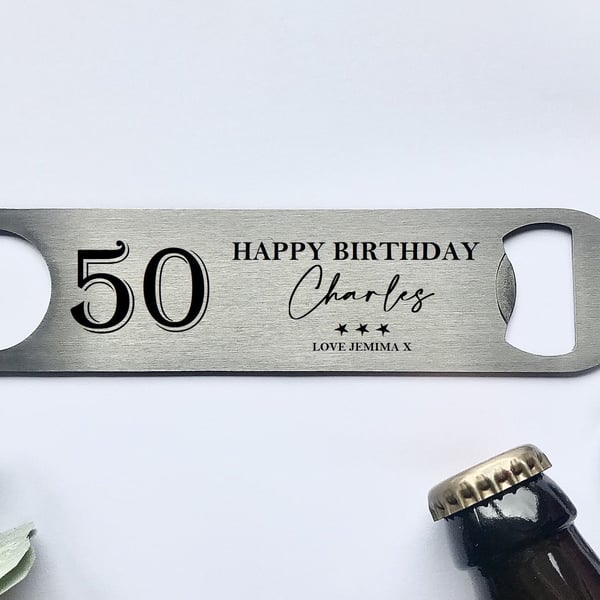 50
HAPPY BIRTHDAY
Charles
LOVE JEMIMA X